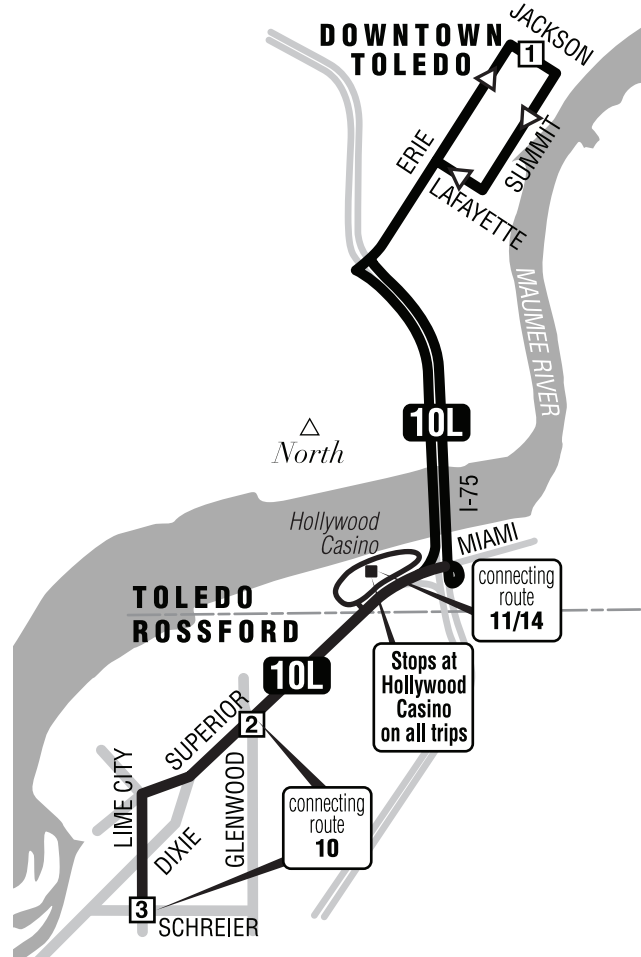 JACKSON
DOWNTOWN
TOLEDO
1
ERIE
SUMMIT
LAFAYETTE
MAUMEE RIVER
10L
North
I-75
Hollywood
Casino
MIAMI
connecting
route
11/14
TOLEDO
ROSSFORD
Stops at
Hollywood
Casino
on all trips
10L
SUPERIOR
2
LIME CITY
DIXIE
GLENWOOD
connecting
route
10
3
SCHREIER